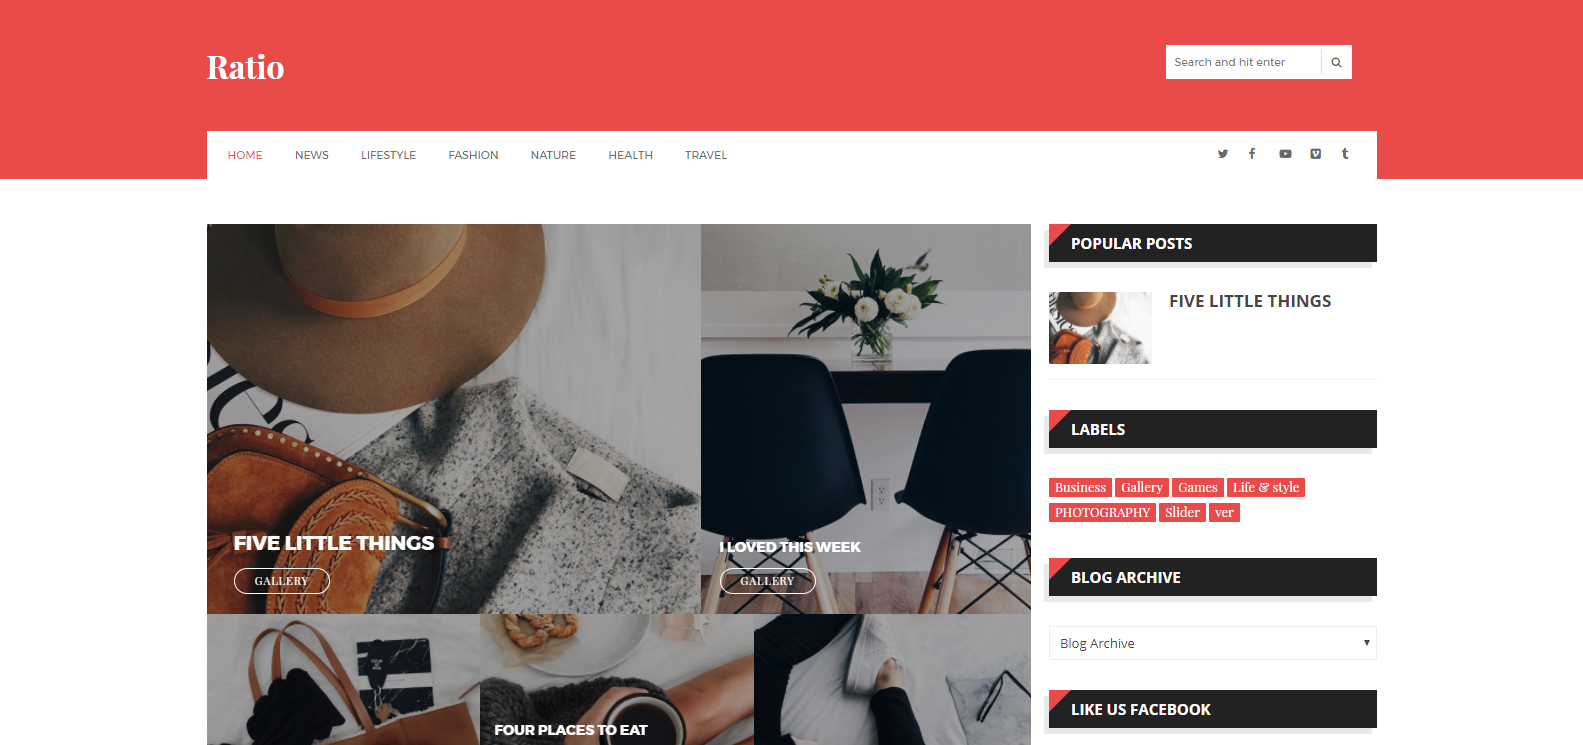 Ratio
Search and hit enter
HOME NEWS LIFESTYLE FASHION NATURE HEALTH TRAVEL
FIVE LITTLE THINGS
GALLERY
I LOVED THIS WEEK
GALLERY
FOUR PLACES TO EAT
POPULAR POSTS
FIVE LITTLE THINGS
LABELS
Business Gallery Games Life & style
PHOTOGRAPHY Slider ver
BLOG ARCHIVE
Blog Archive
LIKE US FACEBOOK